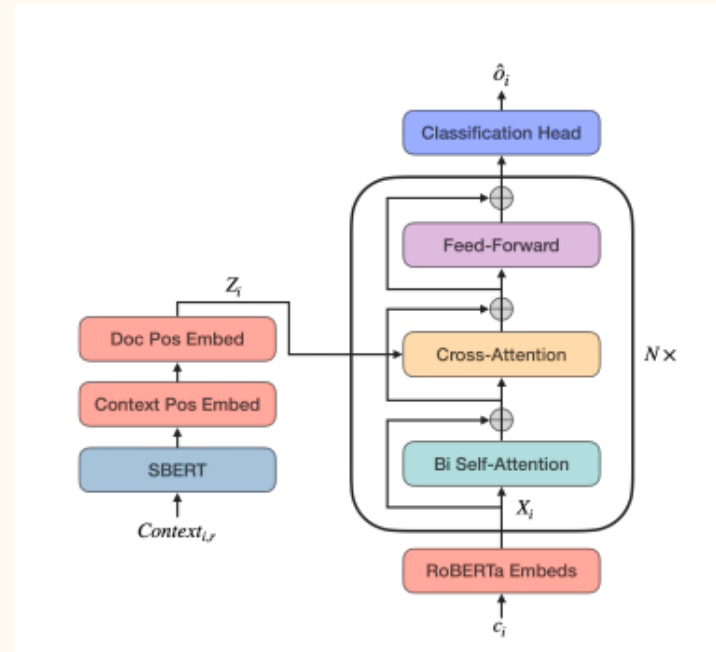 ô_i
Classification Head
Feed-Forward
Z_i
Doc Pos Embed
Cross-Attention
N×
Context Pos Embed
SBERT
Bi Self-Attention
X_i
Context_{i,r}
RoBERTa Embeds
c_i